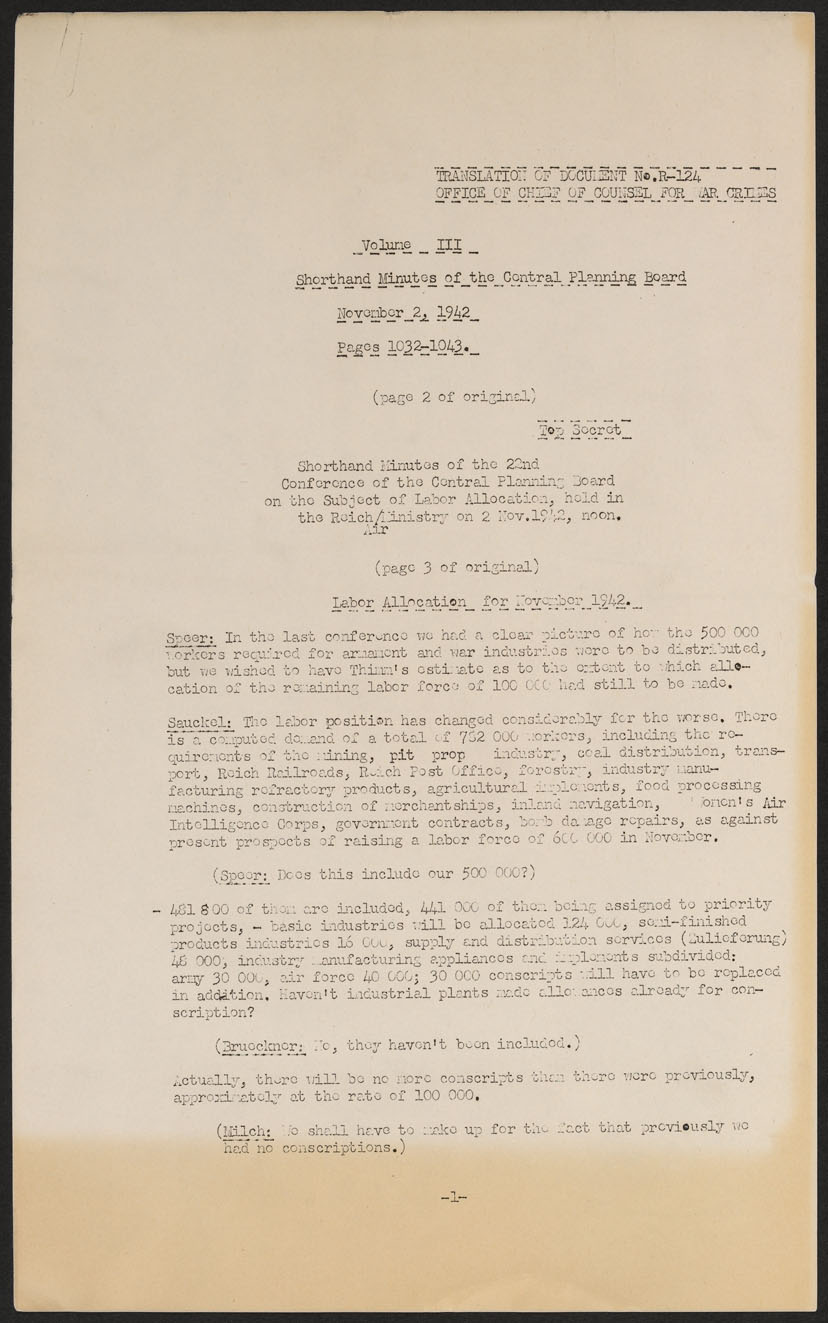 TRANSLATION OF DOCUMENT No.R-124
OFFICE OF CHIEF OF COUNSEL FOR WAR CRIMES
Volume III
Shorthand Minutes of the Central Planning Board
November 2, 1942
Pages 1032-1043.
(page 2 of original)
Top Secret
Shorthand Minutes of the 22nd
Conference of the Central Planning Board
on the Subject of Labor Allocation, held in
the Reich/Ministry on 2 Nov.1942, noon.
Air
(page 3 of original)
Labor Allocation for November 1942.
Speer: In the last conference we had a clear picture of how the 500 000
workers required for armament and war industries were to be distributed,
but we wished to have Thimm's estimate as to the extent to which allo-
cation of the remaining labor force of 100 000 had still to be made.
Sauckel: The labor position has changed considerably for the worse. There
is a computed demand of a total of 732 000 workers, including the re-
quirements of the mining, pit prop industry, coal distribution, trans-
port, Reich Railroads, Reich Post Office, forestry, industry manu-
facturing refractory products, agricultural implements, food processing
machines, construction of merchantships, inland navigation, Women's Air
Intelligence Corps, government contracts, bomb damage repairs, as against
present prospects of raising a labor force of 600 000 in November.
(Speer: Does this include our 500 000?)
- 481 800 of them are included, 441 000 of them being assigned to priority
projects, - basic industries will be allocated 124 000, semi-finished
products industries 16 000, supply and distribution services (Zulieferung)
48 000, industry manufacturing appliances and implements subdivided:
army 30 000, air force 40 000; 30 000 conscripts will have to be replaced
in addition. Haven't industrial plants made allowances already for con-
scription?
(Brueckner: No, they haven't been included.)
Actually, there will be no more conscripts than there were previously,
approximately at the rate of 100 000.
(Milch: We shall have to make up for the fact that previously we
had no conscriptions.)
-1-